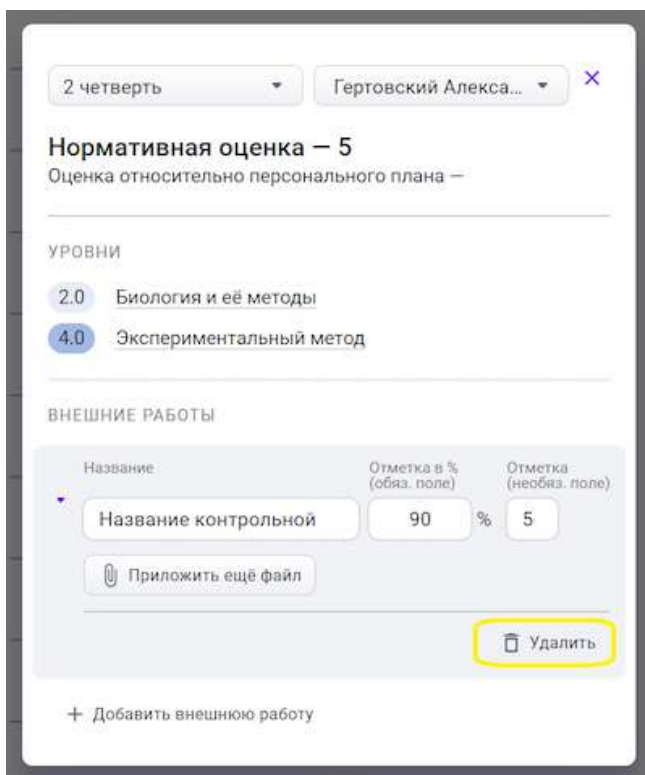 2 четверть
Гертовский Алекса...
Нормативная оценка — 5
Оценка относительно персонального плана —
УРОВНИ
2.0 Биология и её методы
4.0 Экспериментальный метод
ВНЕШНИЕ РАБОТЫ
Название
Отметка в %
(обяз. поле)
Отметка
(необяз. поле)
Название контрольной
90 %
5
Приложить ещё файл
Удалить
+ Добавить внешнюю работу